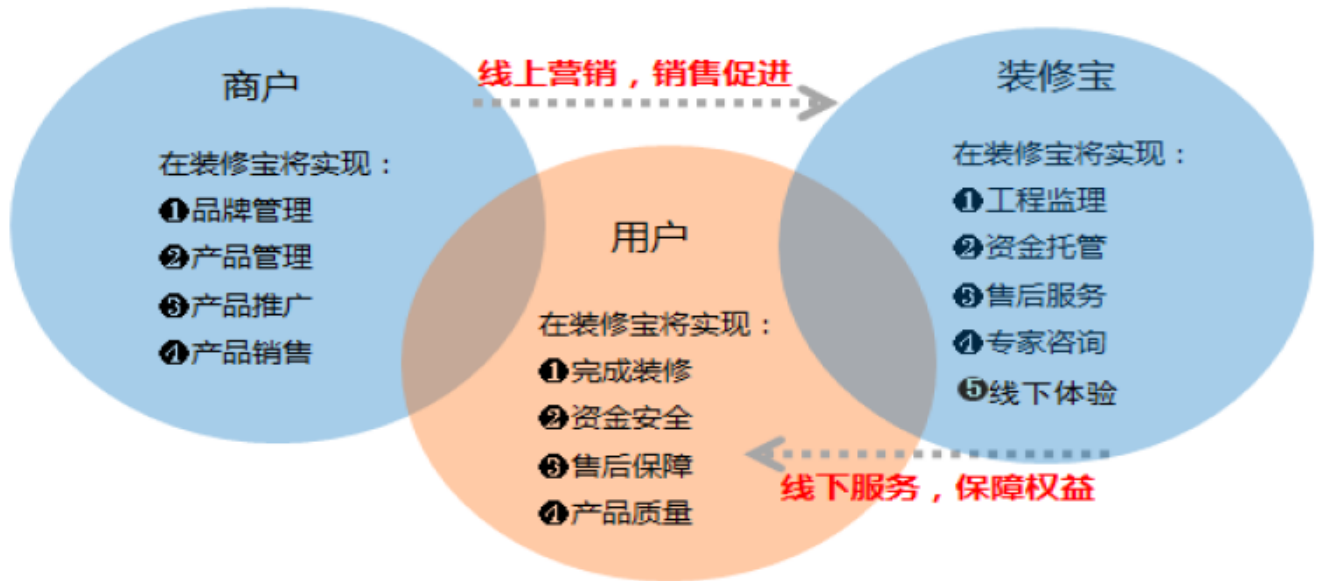 商户
在装修宝将实现：
❶品牌管理
❷产品管理
❸产品推广
❹产品销售
线上营销，销售促进
用户
在装修宝将实现：
❶完成装修
❷资金安全
❸售后保障
❹产品质量
装修宝
在装修宝将实现：
❶工程监理
❷资金托管
❸售后服务
❹专家咨询
❺线下体验
线下服务，保障权益